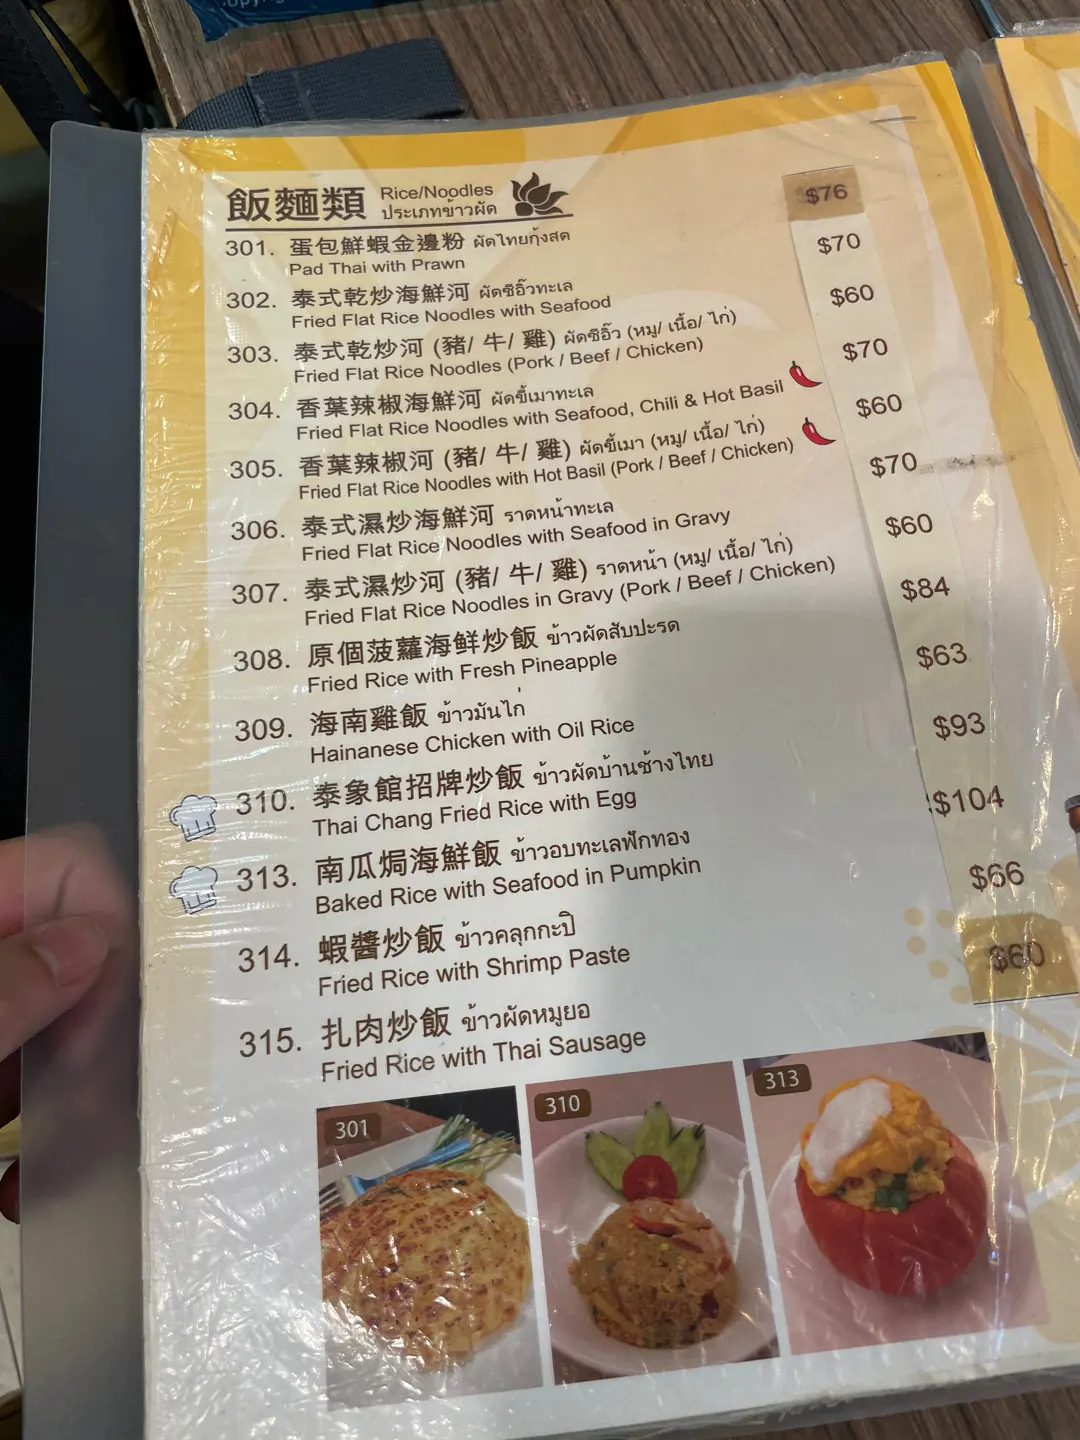 飯麵類 Rice/Noodles
ประเภทข้าวผัด
$76
301. 蛋包鮮蝦金邊粉 ผัดไทยกุ้งสด
Pad Thai with Prawn
$70
302. 泰式乾炒海鮮河 ผัดซีอิ๊วทะเล
Fried Flat Rice Noodles with Seafood
$60
303. 泰式乾炒河 (豬/ 牛/ 雞) ผัดซีอิ๊ว (หมู/ เนื้อ/ ไก่)
Fried Flat Rice Noodles (Pork / Beef / Chicken)
$70
304. 香葉辣椒海鮮河 ผัดขี้เมาทะเล
Fried Flat Rice Noodles with Seafood, Chili & Hot Basil
$60
305. 香葉辣椒河 (豬/ 牛/ 雞) ผัดขี้เมา (หมู/ เนื้อ/ ไก่)
Fried Flat Rice Noodles with Hot Basil (Pork / Beef / Chicken)
$70
306. 泰式濕炒海鮮河 ราดหน้าทะเล
Fried Flat Rice Noodles with Seafood in Gravy
$60
307. 泰式濕炒河 (豬/ 牛/ 雞) ราดหน้า (หมู/ เนื้อ/ ไก่)
Fried Flat Rice Noodles in Gravy (Pork / Beef / Chicken)
$84
308. 原個菠蘿海鮮炒飯 ข้าวผัดสับปะรด
Fried Rice with Fresh Pineapple
$63
309. 海南雞飯 ข้าวมันไก่
Hainanese Chicken with Oil Rice
$93
310. 泰象館招牌炒飯 ข้าวผัดบ้านช้างไทย
Thai Chang Fried Rice with Egg
$104
313. 南瓜焗海鮮飯 ข้าวอบทะเลฟักทอง
Baked Rice with Seafood in Pumpkin
$66
314. 蝦醬炒飯 ข้าวคลุกกะปิ
Fried Rice with Shrimp Paste
$60
315. 扎肉炒飯 ข้าวผัดหมูยอ
Fried Rice with Thai Sausage
301
310
313